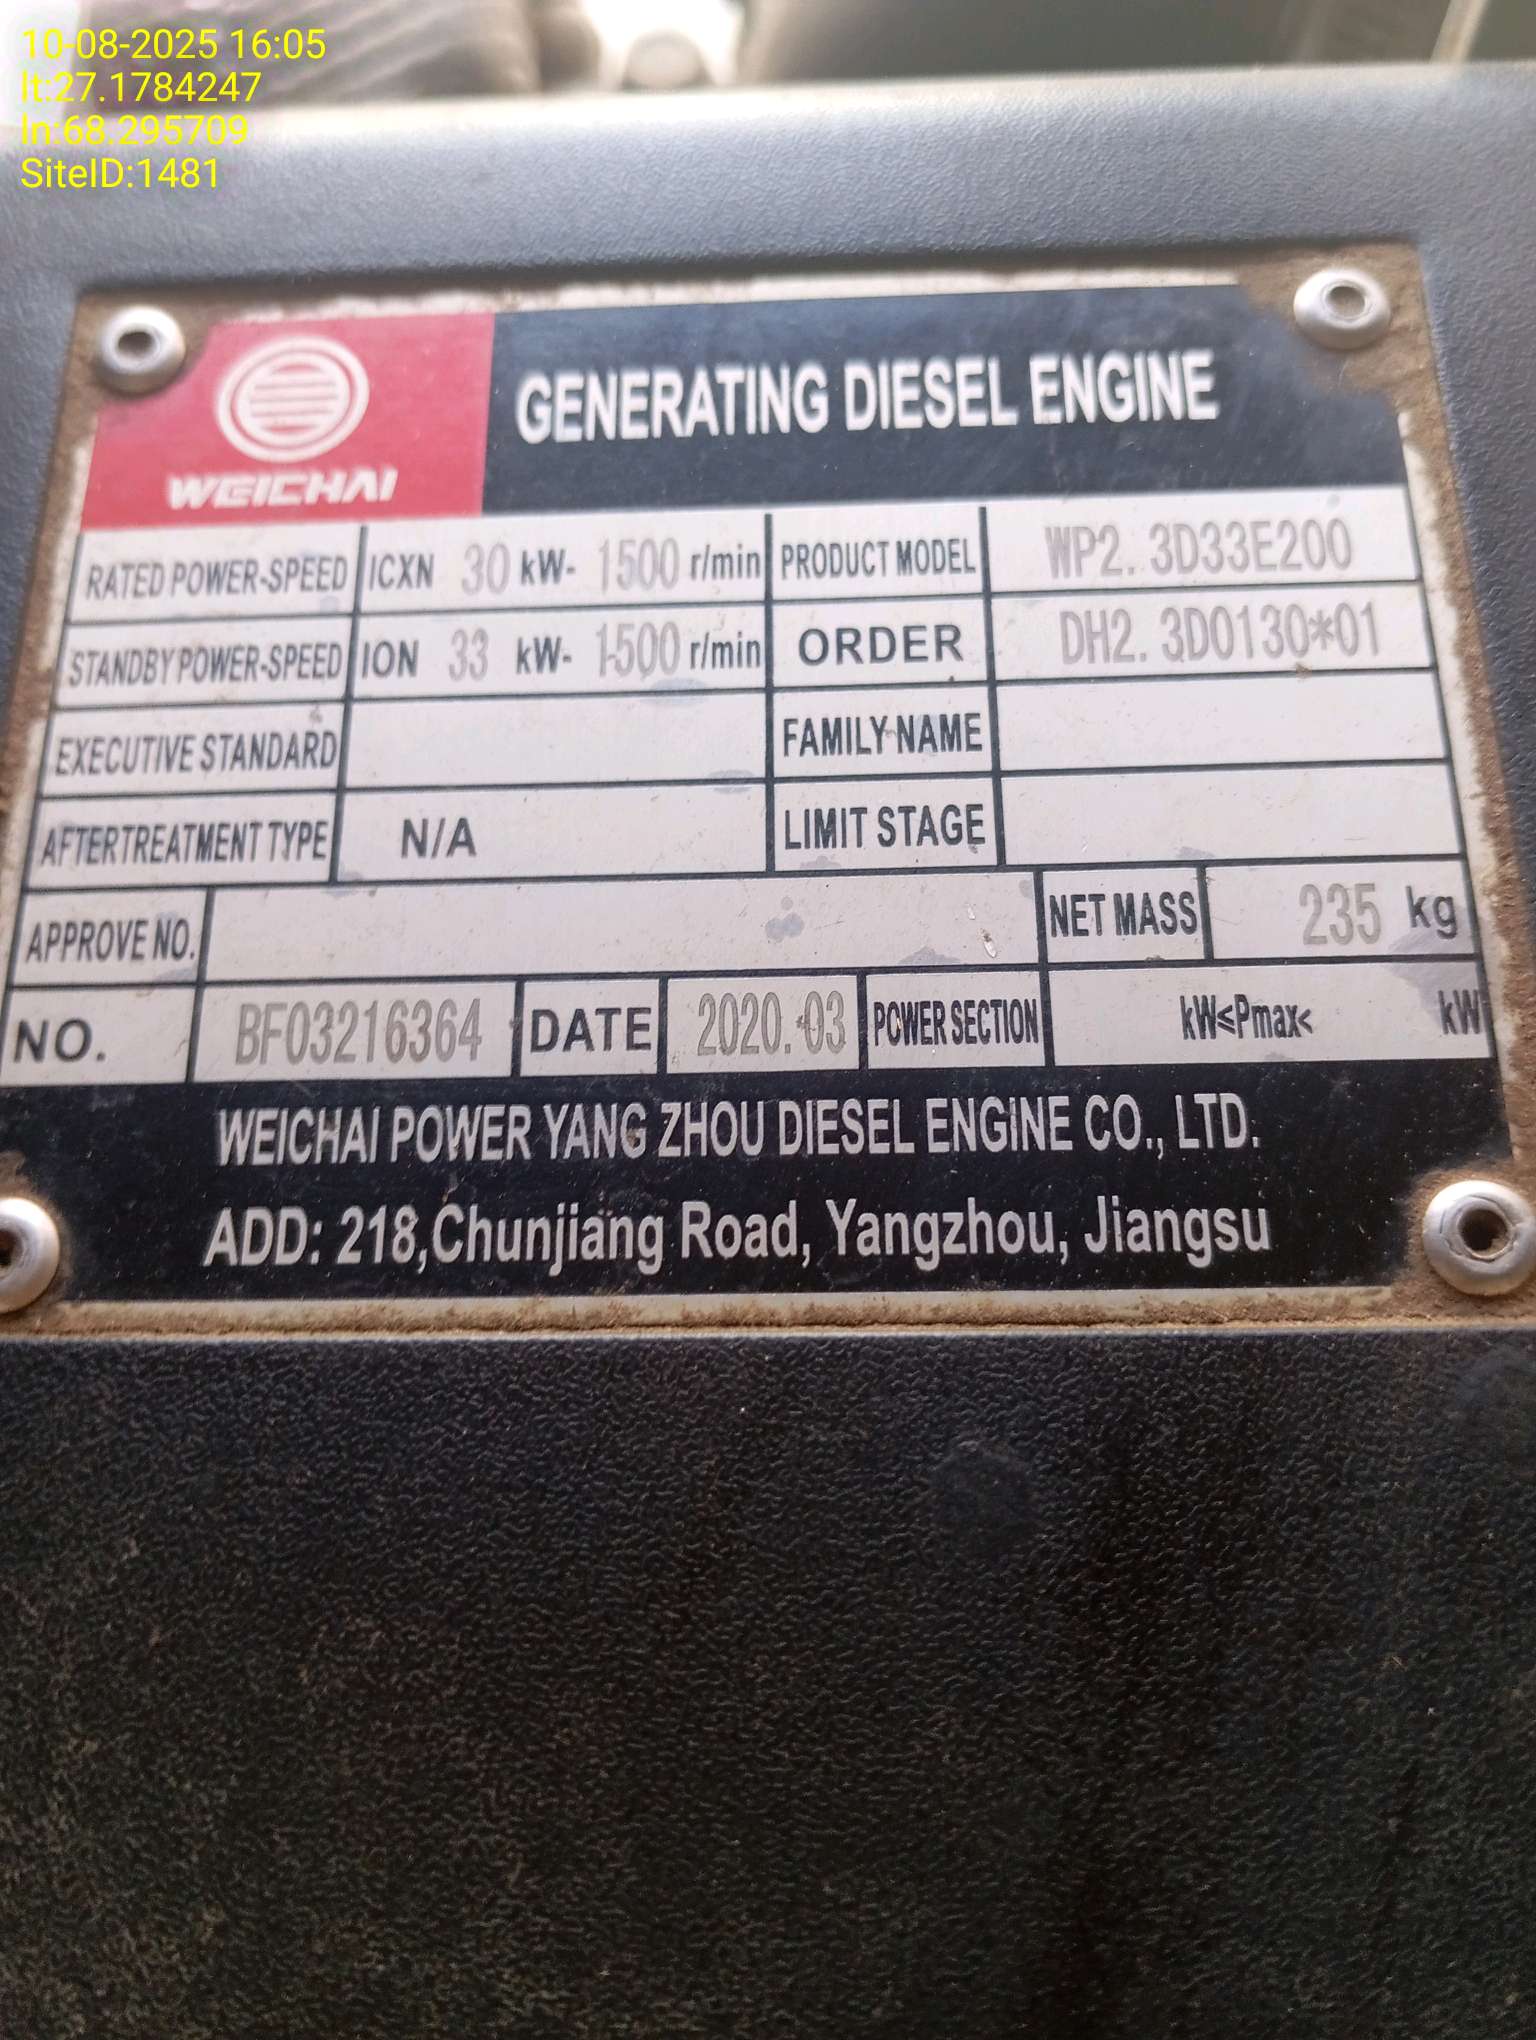 10-08-2025 16:05
lt:27.1784247
ln:68.295709
SiteID:1481
WEICHAI
GENERATING DIESEL ENGINE
RATED POWER-SPEED ICXN 30 kW- 1500 r/min PRODUCT MODEL WP2.3D33E200
STANDBY POWER-SPEED ION 33 kW- 1500 r/min ORDER DH2.3D0130*01
EXECUTIVE STANDARD FAMILY NAME
AFTERTREATMENT TYPE N/A LIMIT STAGE
APPROVE NO. NET MASS 235 kg
NO. BF03216364 DATE 2020.03 POWER SECTION kW≤Pmax< kW
WEICHAI POWER YANG ZHOU DIESEL ENGINE CO., LTD.
ADD: 218,Chunjiang Road, Yangzhou, Jiangsu